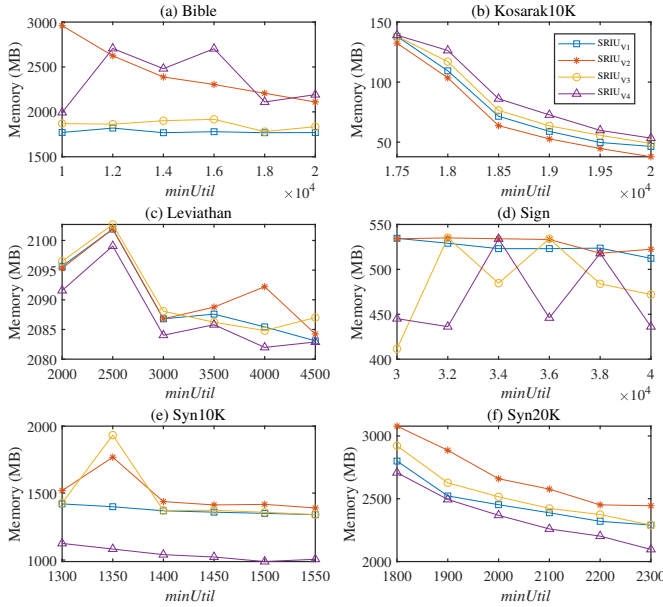 (a) Bible
3000
2500
2000
1500
Memory (MB)
1 1.2 1.4 1.6 1.8 2
minUtil ×10^4
(b) Kosarak10K
150
100
50
Memory (MB)
SRIU_V1
SRIU_V2
SRIU_V3
SRIU_V4
1.75 1.8 1.85 1.9 1.95 2
minUtil ×10^4
(c) Leviathan
2100
2095
2090
2085
2080
Memory (MB)
2000 2500 3000 3500 4000 4500
minUtil
(d) Sign
550
500
450
400
Memory (MB)
3 3.2 3.4 3.6 3.8 4
minUtil ×10^4
(e) Syn10K
2000
1500
1000
Memory (MB)
1300 1350 1400 1450 1500 1550
minUtil
(f) Syn20K
3000
2500
2000
Memory (MB)
1800 1900 2000 2100 2200 2300
minUtil